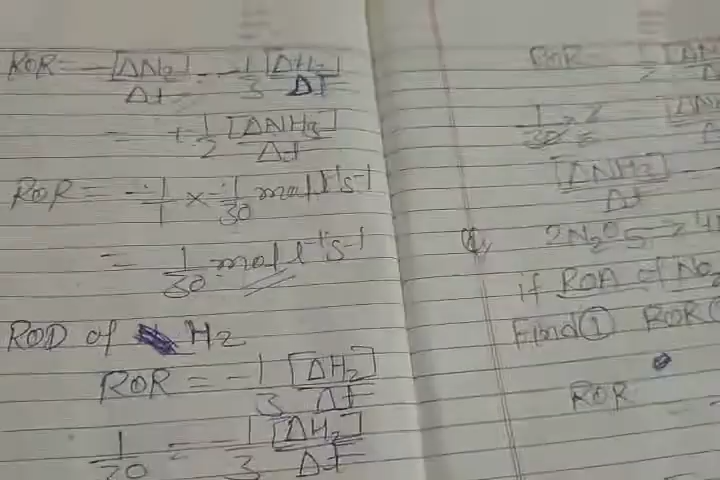 ROR = - [ΔN2]/Δt = - 1/3 [ΔH2]/Δt
= + 1/2 [ΔNH3]/Δt
ROR = - 1/1 × - 1/30 mol l-1 s-1
= 1/30 mol l-1 s-1
ROD of H2
ROR = - 1/3 [ΔH2]/Δt
1/30 = - 1/3 [ΔH2]/Δt
ROR =
1/30
[ΔNH3]/Δt
2N2O5 → 4
if ROA of NO2
Find ① ROR
ROR